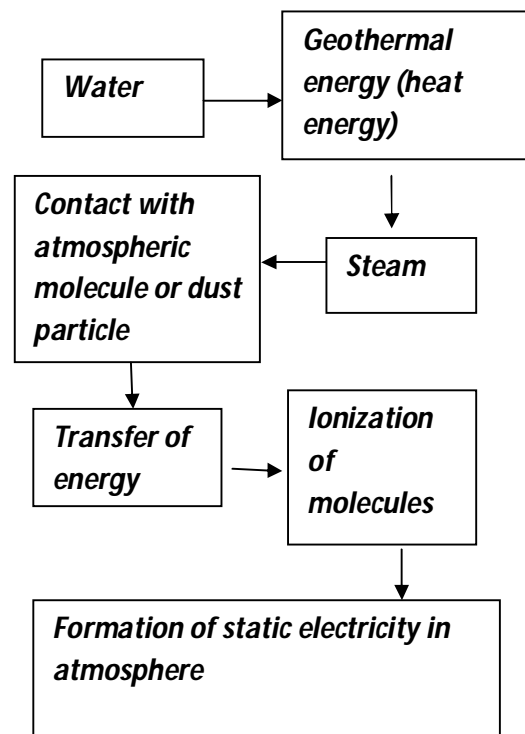 Water
Geothermal
energy (heat
energy)
Steam
Contact with
atmospheric
molecule or dust
particle
Transfer of
energy
Ionization
of
molecules
Formation of static electricity in
atmosphere